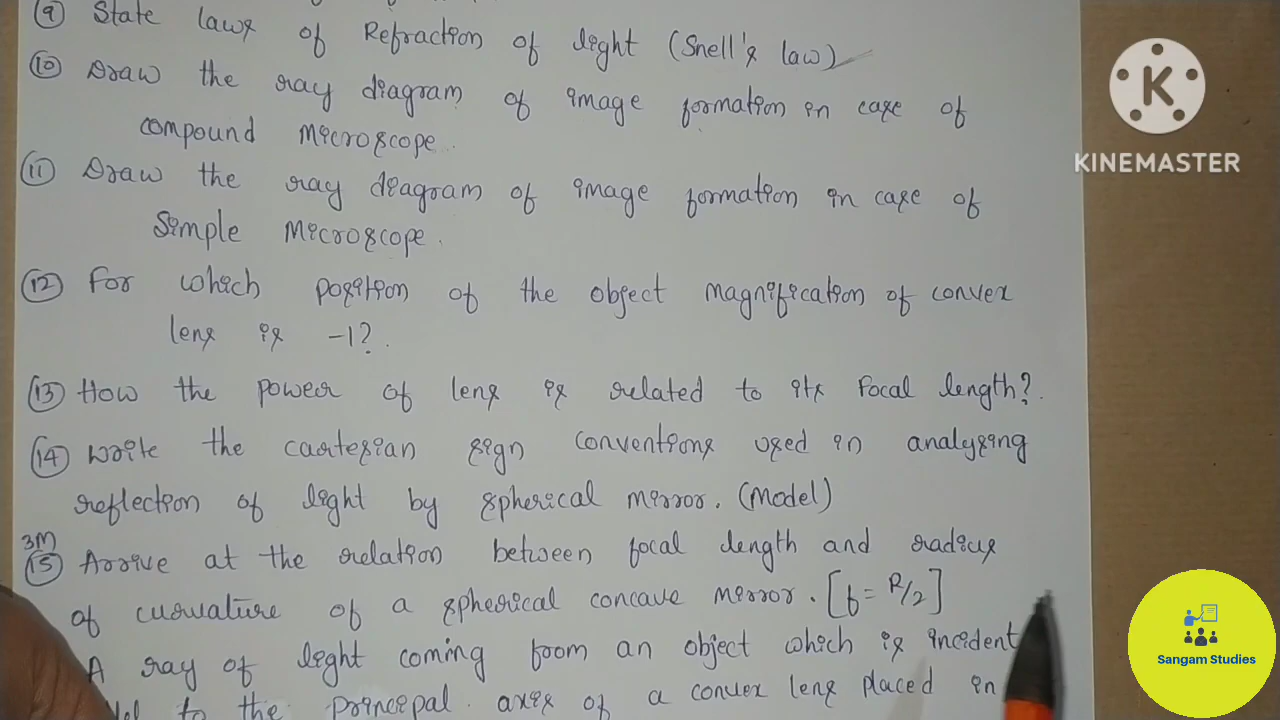 9 State laws of Refraction of light (Snell's law)
10 Draw the ray diagram of image formation in case of
compound Microscope.
11 Draw the ray diagram of image formation in case of
Simple Microscope.
12 For which position of the object magnification of convex
lens is -1?
13 How the power of lens is related to its Focal length?
14 Write the cartesian sign conventions used in analysing
reflection of light by spherical mirror. (Model)
3M
15 Arrive at the relation between focal length and radius
of curvature of a spherical concave mirror. [f = R/2]
A ray of light coming from an object which is incident
to the principal axis of a convex lens placed in
K
KINEMASTER
Sangam Studies